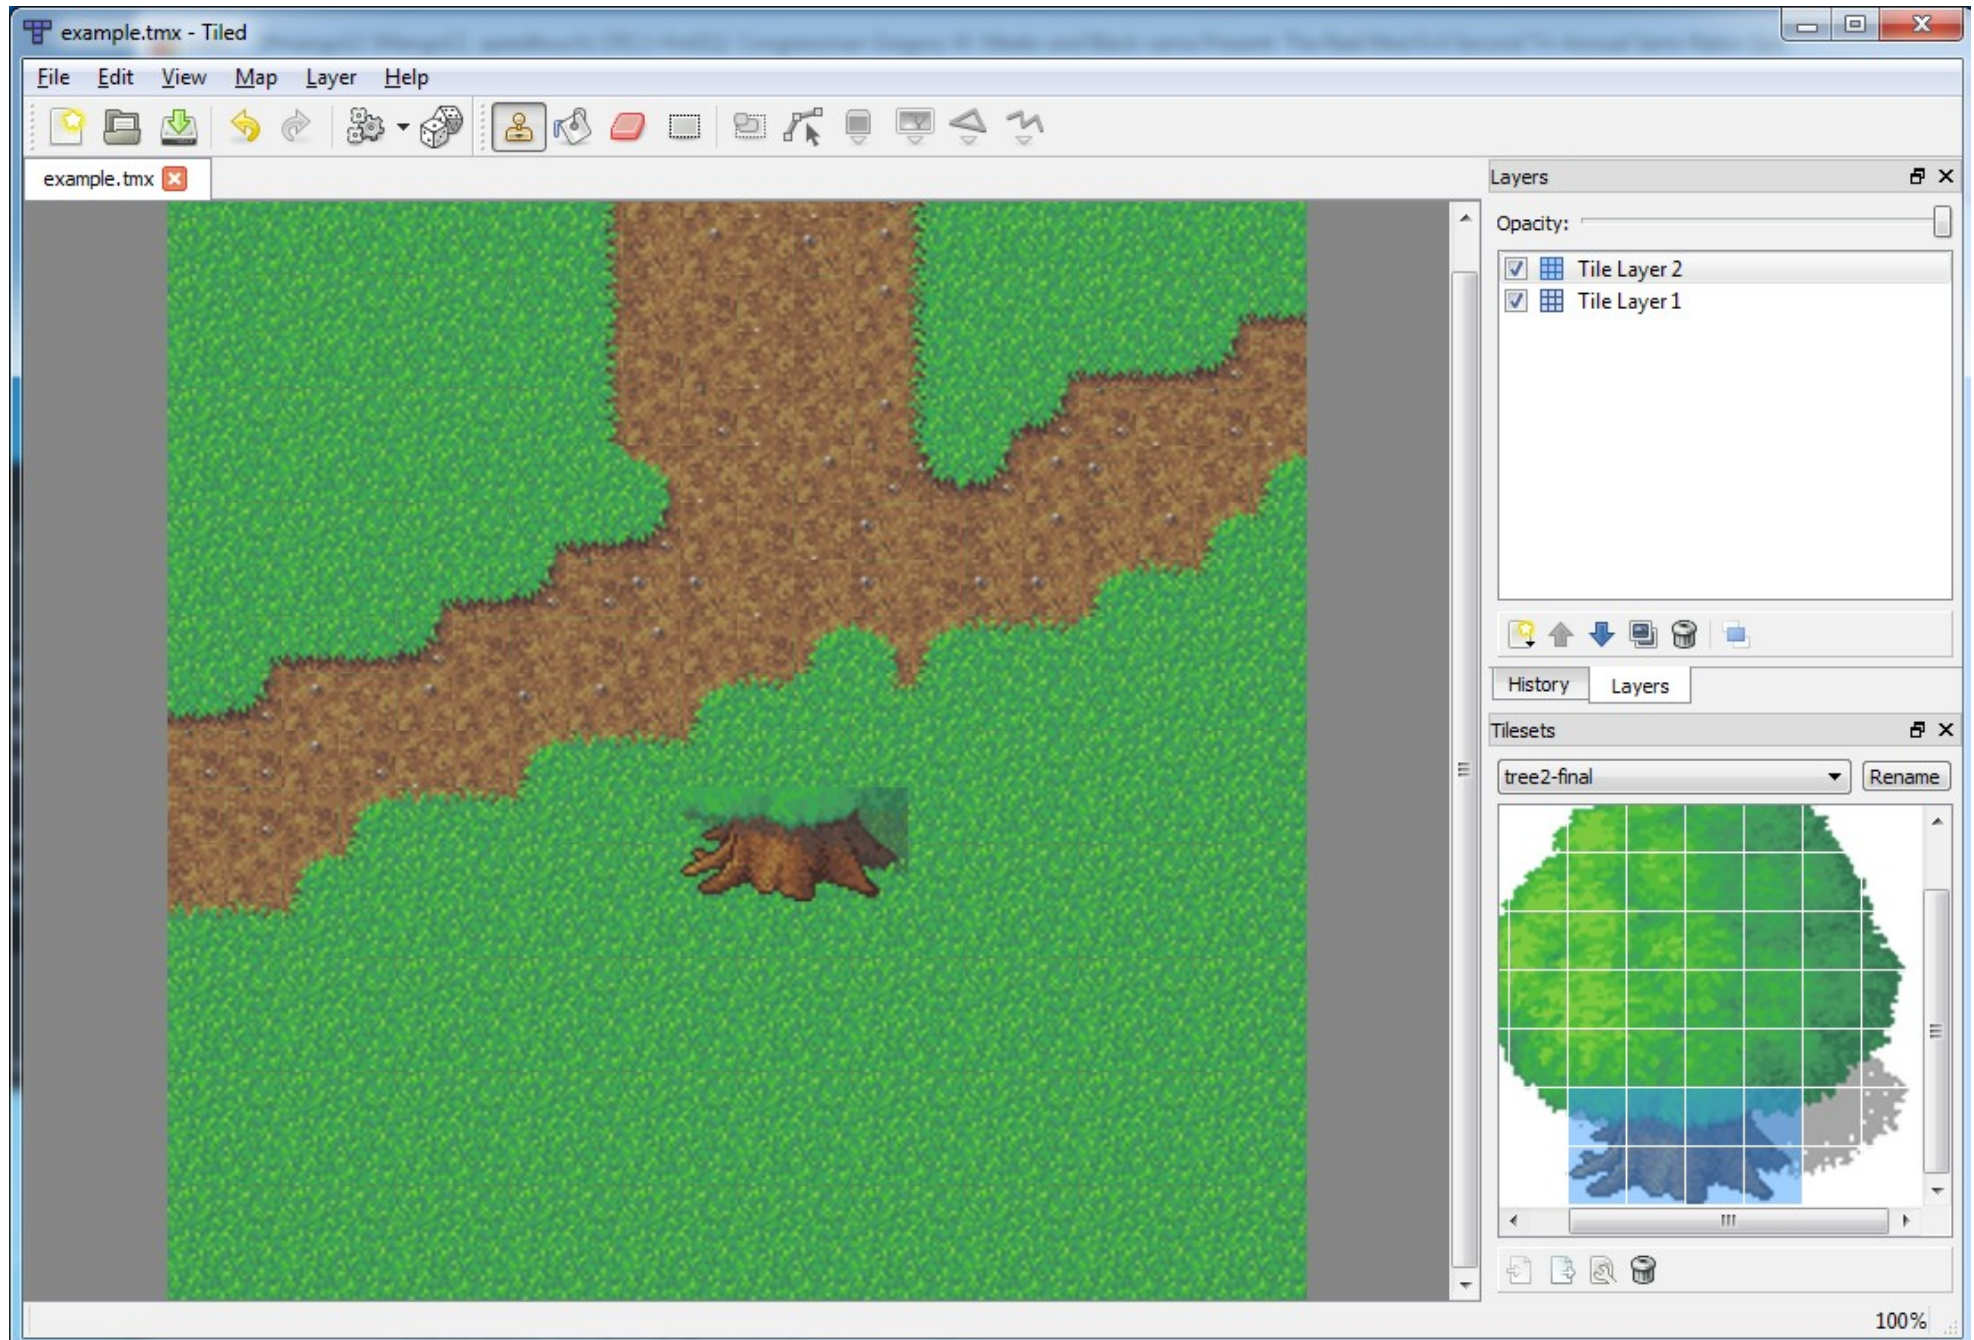 example.tmx - Tiled
File Edit View Map Layer Help
example.tmx
Layers
Opacity:
Tile Layer 2
Tile Layer 1
History Layers
Tilesets
tree2-final Rename
100%